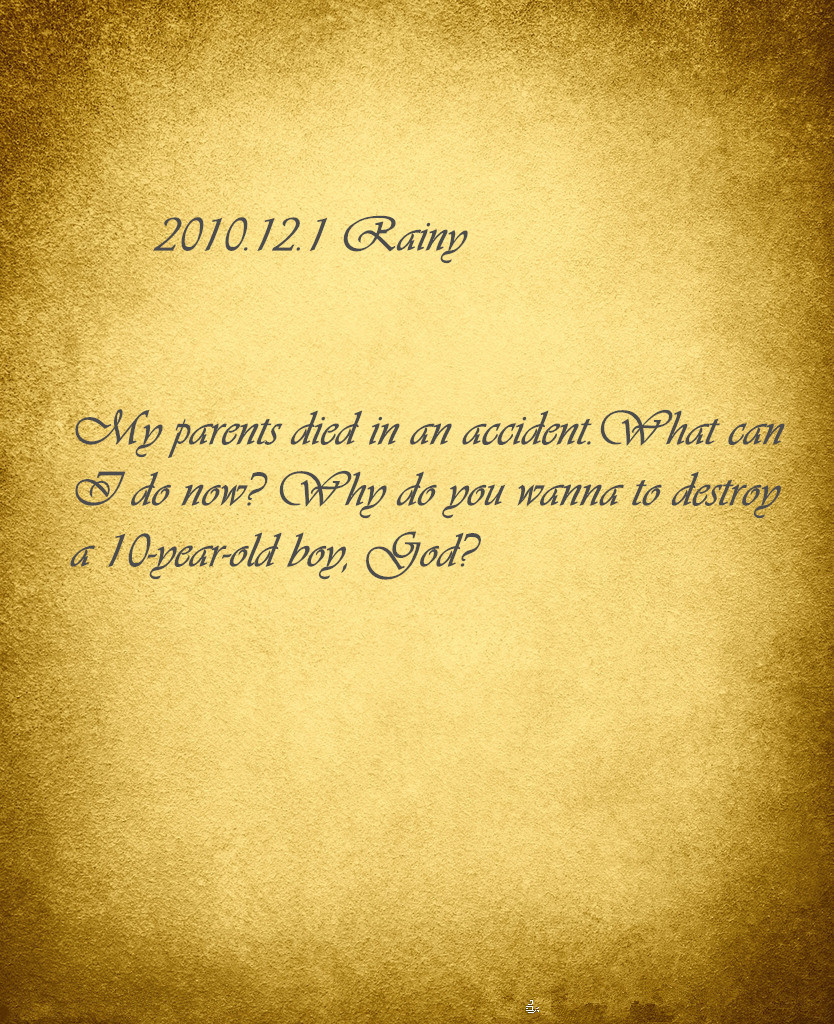 2010.12.1 Rainy
My parents died in an accident. What can
I do now? Why do you wanna to destroy
a 10-year-old boy, God?